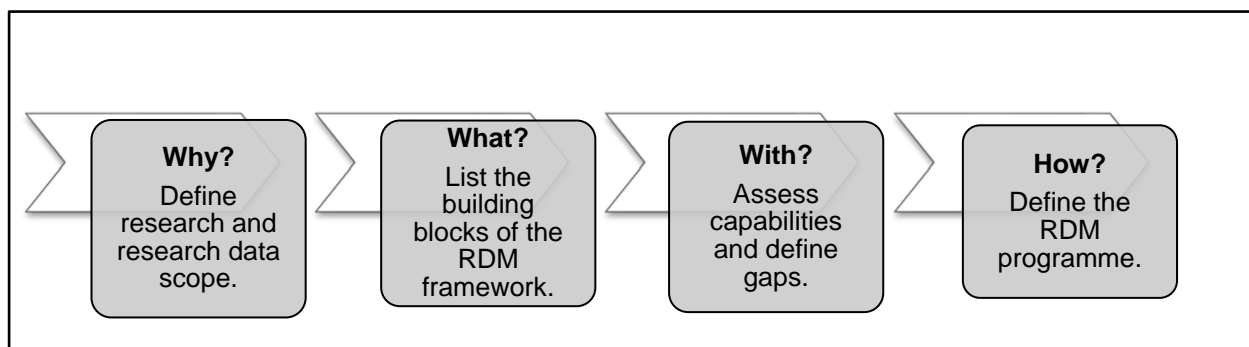 Why?
Define
research and
research data
scope.
What?
List the
building
blocks of the
RDM
framework.
With?
Assess
capabilities
and define
gaps.
How?
Define the
RDM
programme.